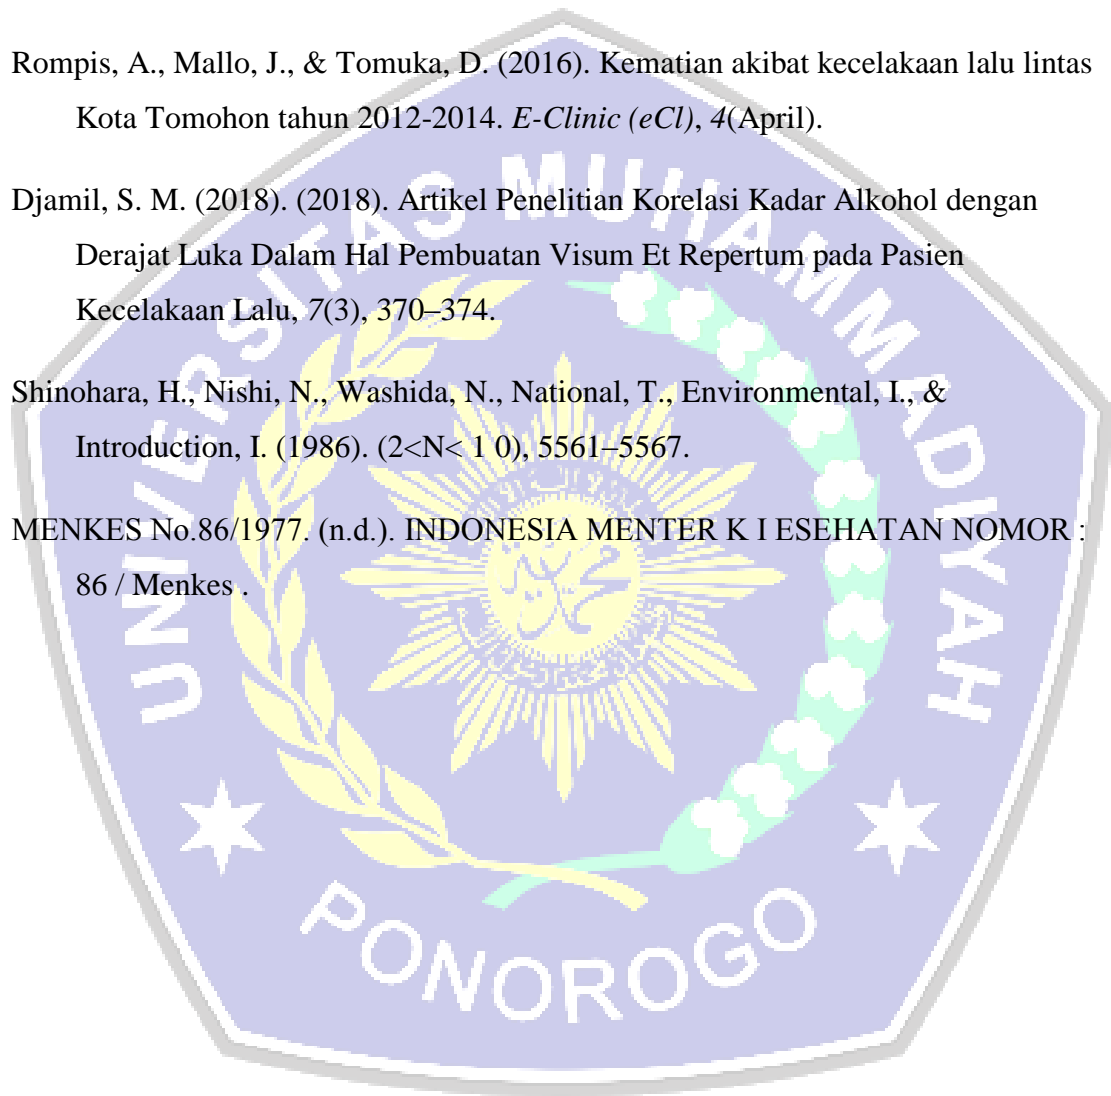 Rompis, A., Mallo, J., & Tomuka, D. (2016). Kematian akibat kecelakaan lalu lintas
Kota Tomohon tahun 2012-2014. E-Clinic (eCl), 4(April).
Djamil, S. M. (2018). (2018). Artikel Penelitian Korelasi Kadar Alkohol dengan
Derajat Luka Dalam Hal Pembuatan Visum Et Repertum pada Pasien
Kecelakaan Lalu, 7(3), 370–374.
Shinohara, H., Nishi, N., Washida, N., National, T., Environmental, I., &
Introduction, I. (1986). (2<N< 1 0), 5561–5567.
MENKES No.86/1977. (n.d.). INDONESIA MENTER K I ESEHATAN NOMOR :
86 / Menkes .
UNIVERSITAS MUHAMMADIYAH
PONOROGO